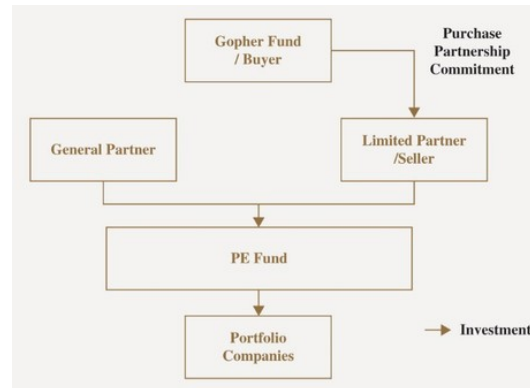 Gopher Fund
/ Buyer
Purchase
Partnership
Commitment
General Partner
Limited Partner
/Seller
PE Fund
Portfolio
Companies
Investment